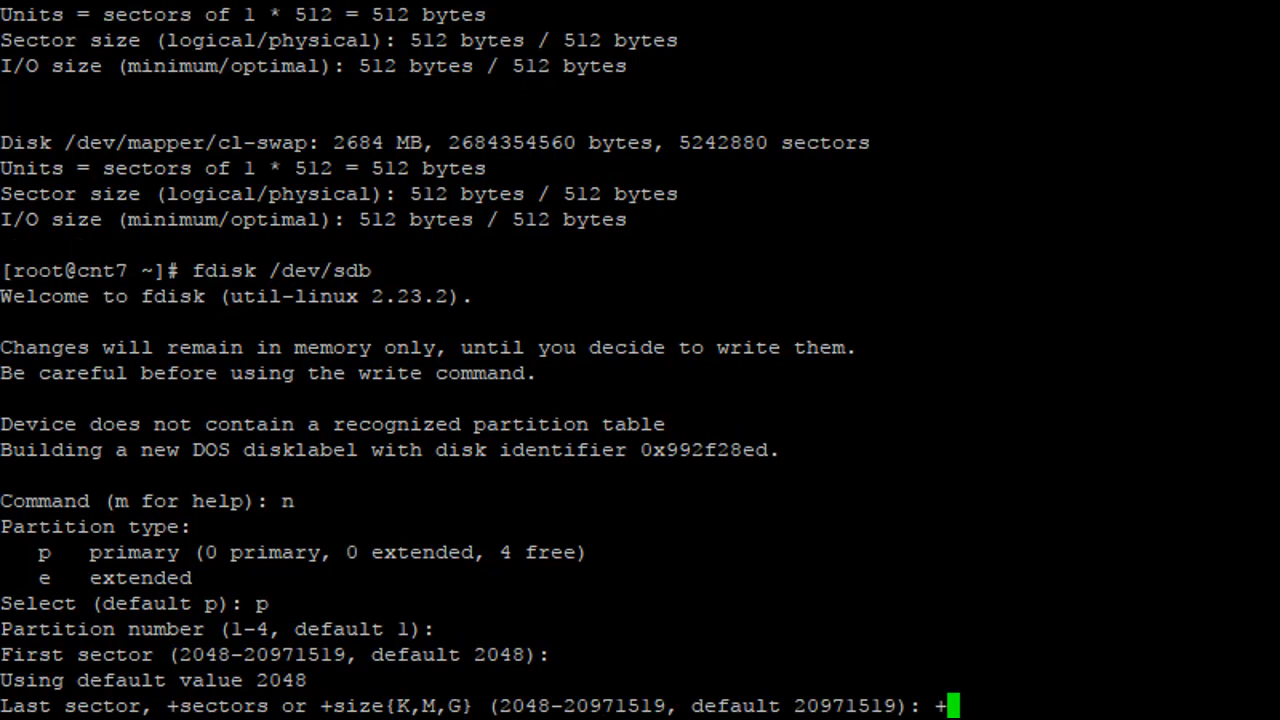 Units = sectors of 1 * 512 = 512 bytes
Sector size (logical/physical): 512 bytes / 512 bytes
I/O size (minimum/optimal): 512 bytes / 512 bytes
Disk /dev/mapper/cl-swap: 2684 MB, 2684354560 bytes, 5242880 sectors
Units = sectors of 1 * 512 = 512 bytes
Sector size (logical/physical): 512 bytes / 512 bytes
I/O size (minimum/optimal): 512 bytes / 512 bytes
[root@cnt7 ~]# fdisk /dev/sdb
Welcome to fdisk (util-linux 2.23.2).
Changes will remain in memory only, until you decide to write them.
Be careful before using the write command.
Device does not contain a recognized partition table
Building a new DOS disklabel with disk identifier 0x992f28ed.
Command (m for help): n
Partition type:
   p   primary (0 primary, 0 extended, 4 free)
   e   extended
Select (default p): p
Partition number (1-4, default 1):
First sector (2048-20971519, default 2048):
Using default value 2048
Last sector, +sectors or +size{K,M,G} (2048-20971519, default 20971519): +